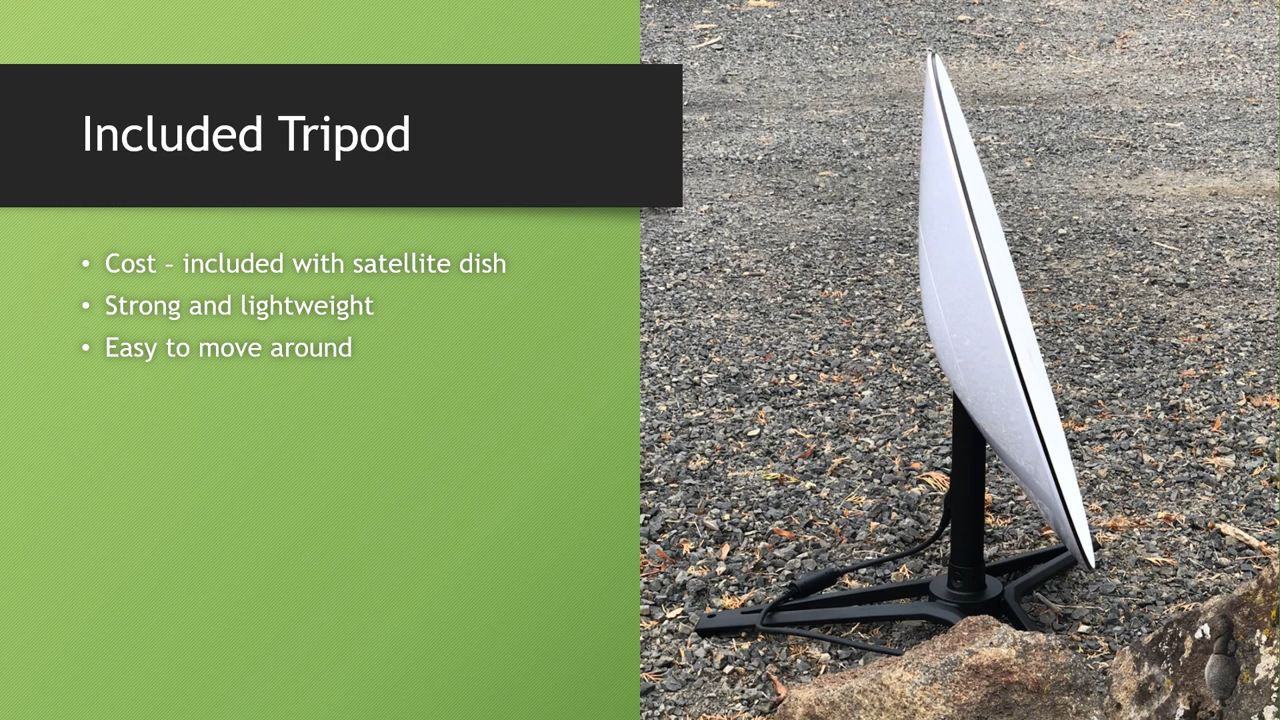 Included Tripod
• Cost – included with satellite dish
• Strong and lightweight
• Easy to move around